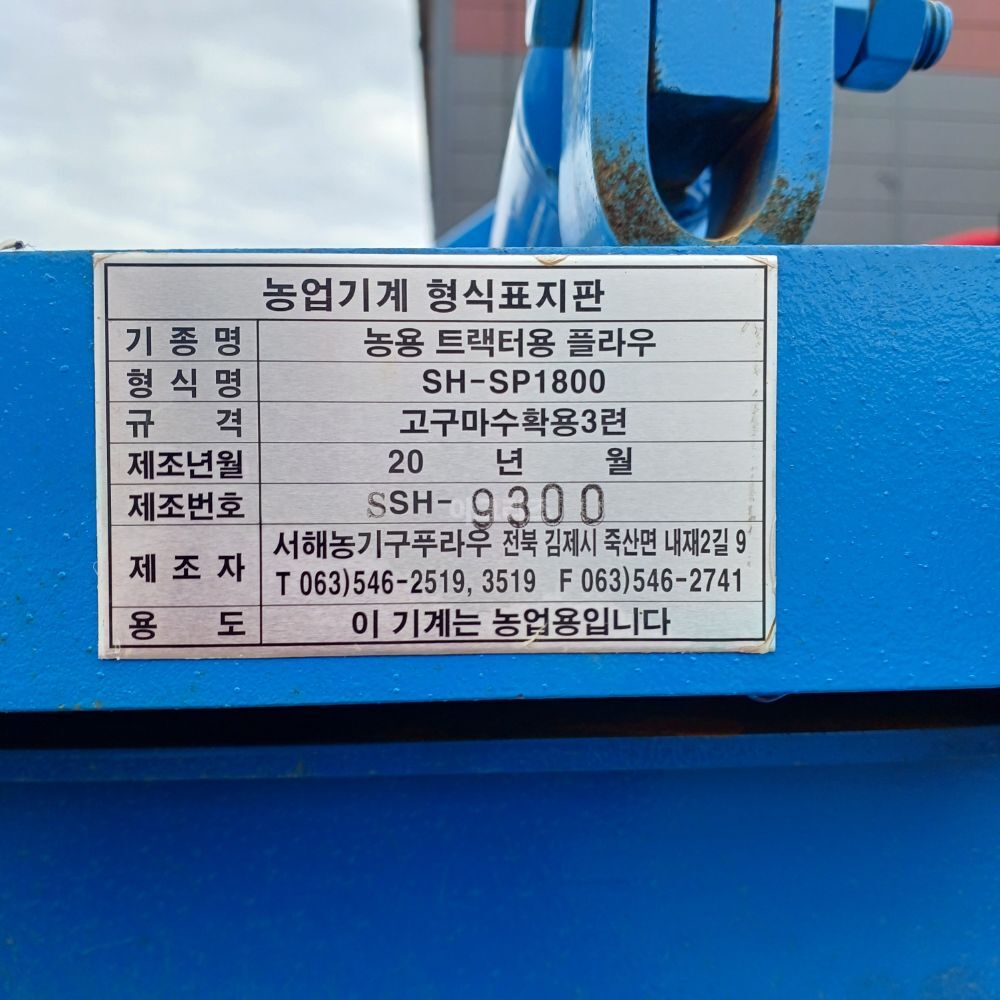 농업기계 형식표지판
기 종 명 농용 트랙터용 플라우
형 식 명 SH-SP1800
규 격 고구마수확용3련
제조년월 20 년 월
제조번호 SSH-9300
제 조 자 서해농기구푸라우 전북 김제시 죽산면 내재2길 9
T 063)546-2519, 3519 F 063)546-2741
용 도 이 기계는 농업용입니다